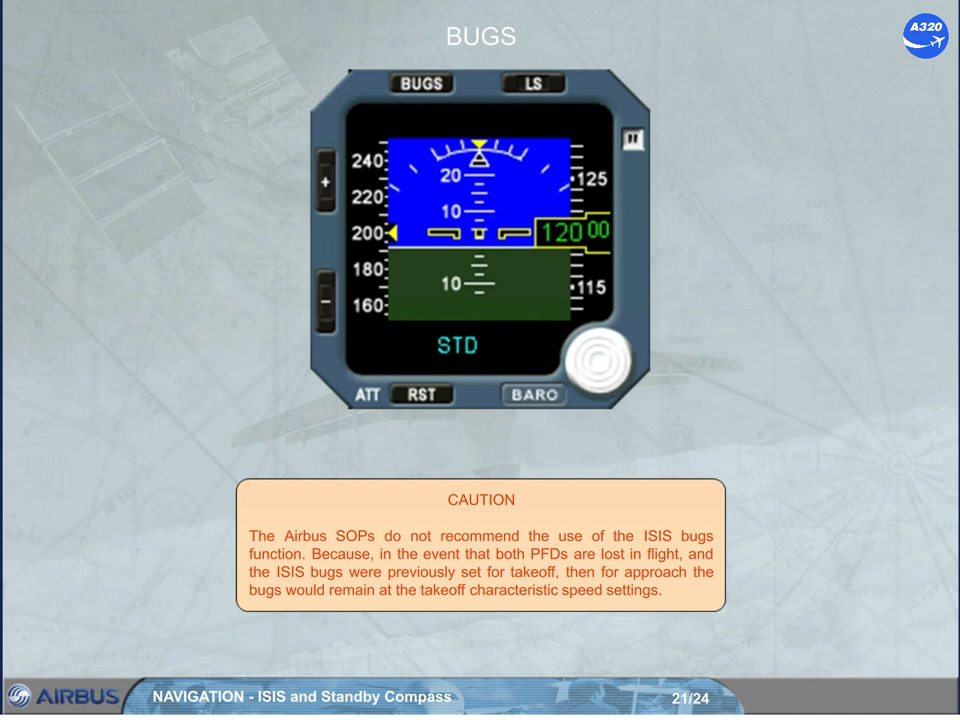 BUGS
A320
BUGS LS
240
220
200
180
160
+
−
20
10
10
125
120 00
115
STD
ATT RST BARO
CAUTION
The Airbus SOPs do not recommend the use of the ISIS bugs
function. Because, in the event that both PFDs are lost in flight, and
the ISIS bugs were previously set for takeoff, then for approach the
bugs would remain at the takeoff characteristic speed settings.
AIRBUS NAVIGATION - ISIS and Standby Compass 21/24